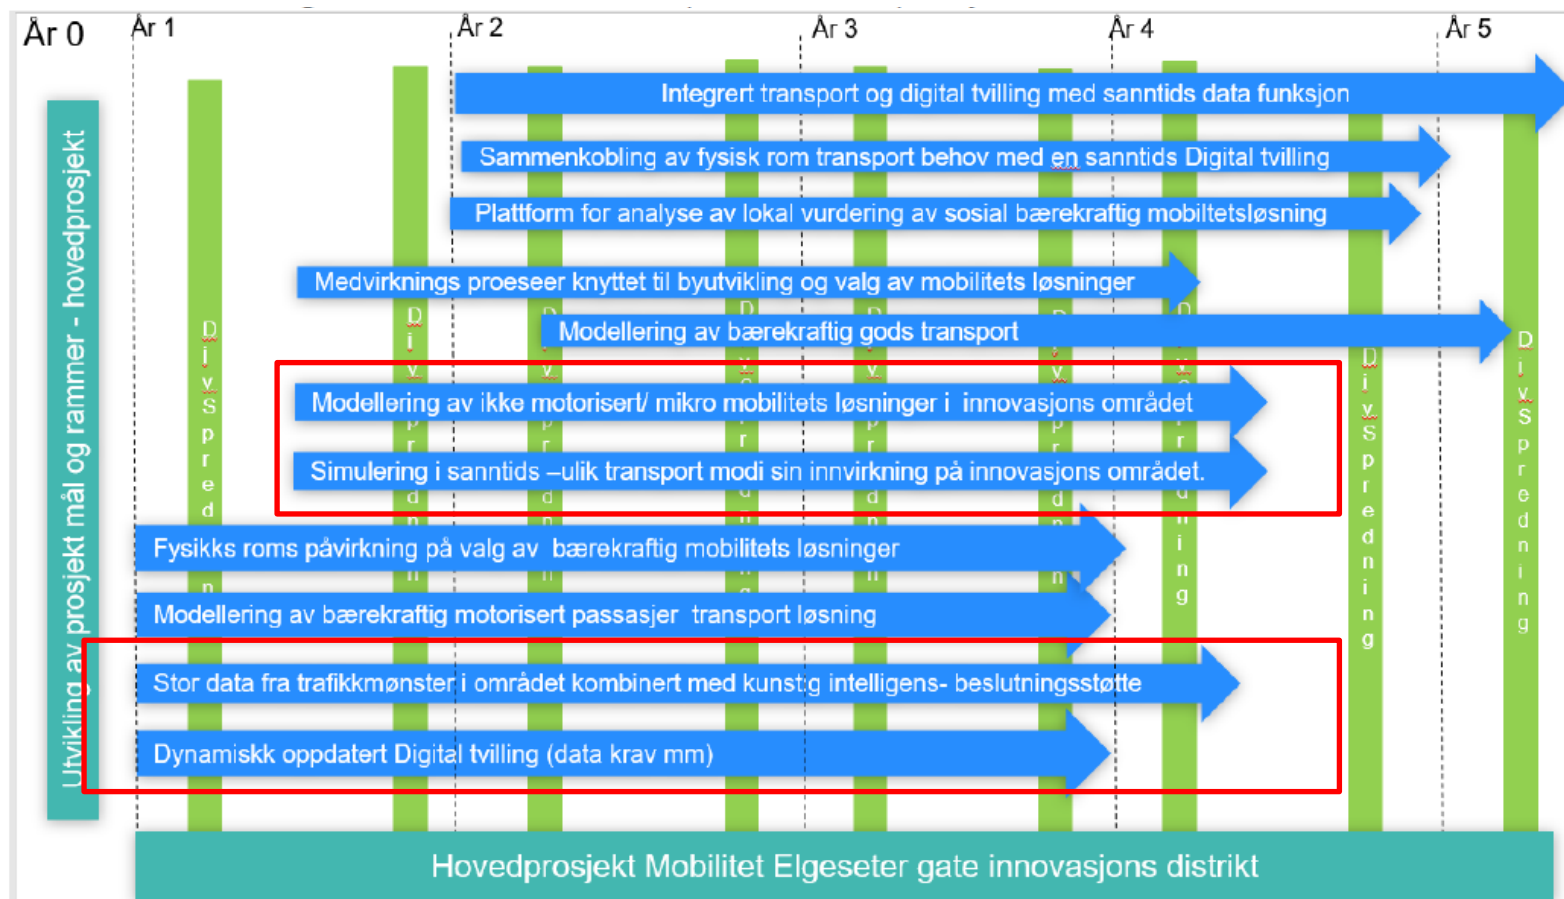 År 0
År 1
År 2
År 3
År 4
År 5
Utvikling av prosjekt mål og rammer - hovedprosjekt
Integrert transport og digital tvilling med sanntids data funksjon
Sammenkobling av fysisk rom transport behov med en sanntids Digital tvilling
Plattform for analyse av lokal vurdering av sosial bærekraftig mobiltetsløsning
Medvirknings proeseer knyttet til byutvikling og valg av mobilitets løsninger
Modellering av bærekraftig gods transport
Modellering av ikke motorisert/ mikro mobilitets løsninger i innovasjons området
Simulering i sanntids –ulik transport modi sin innvirkning på innovasjons området.
Fysikks roms påvirkning på valg av bærekraftig mobilitets løsninger
Modellering av bærekraftig motorisert passasjer transport løsning
Stor data fra trafikkmønster i området kombinert med kunstig intelligens- beslutningsstøtte
Dynamiskk oppdatert Digital tvilling (data krav mm)
DivSpredning
DivSpredning
Hovedprosjekt Mobilitet Elgeseter gate innovasjons distrikt